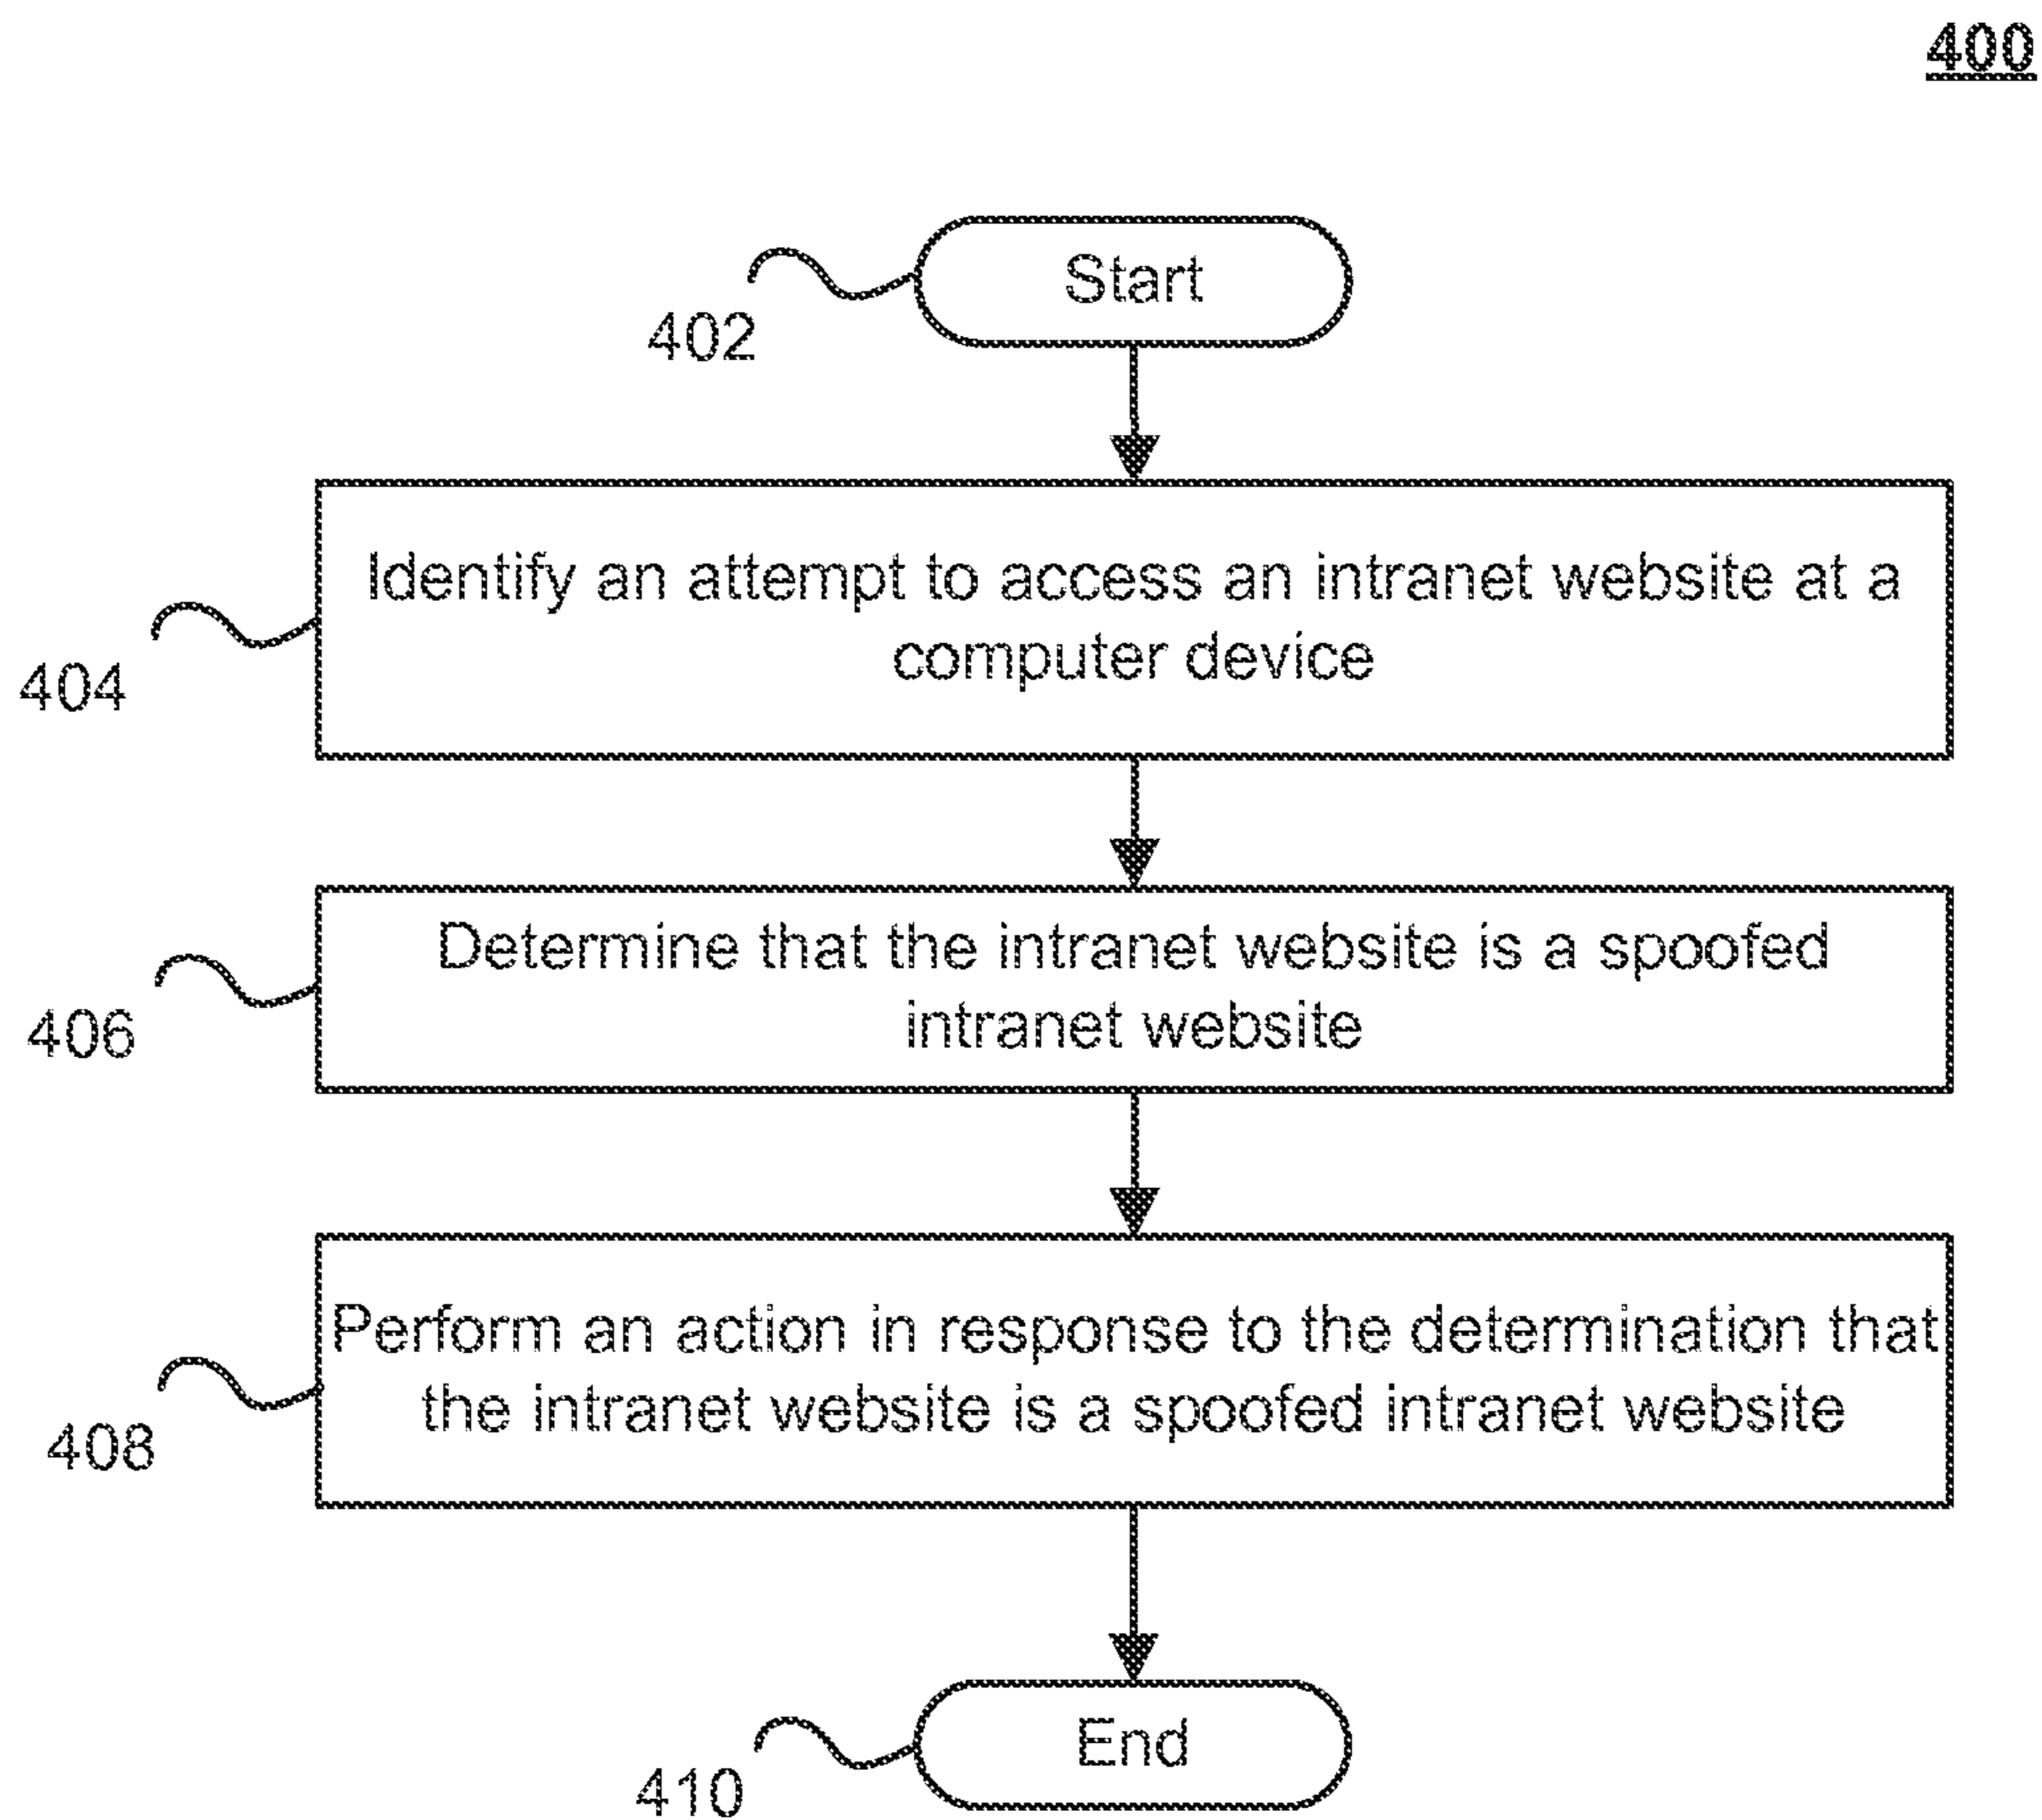 400
Start
402
Identify an attempt to access an intranet website at a
computer device
404
Determine that the intranet website is a spoofed
intranet website
406
Perform an action in response to the determination that
the intranet website is a spoofed intranet website
408
End
410